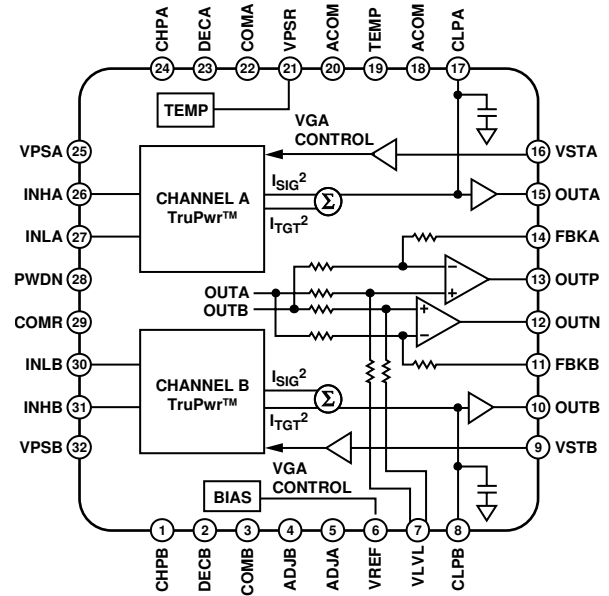 CHPA
DECA
COMA
VPSR
ACOM
TEMP
ACOM
CLPA
24
23
22
21
20
19
18
17
TEMP
VGA
CONTROL
VPSA 25
16 VSTA
INHA 26
CHANNEL A
TruPwr™
ISIG2
Σ
ITGT2
15 OUTA
INLA 27
14 FBKA
PWDN 28
OUTA
OUTB
−
+
13 OUTP
COMR 29
+
−
12 OUTN
INLB 30
11 FBKB
CHANNEL B
TruPwr™
ISIG2
Σ
ITGT2
INHB 31
10 OUTB
VPSB 32
9 VSTB
VGA
CONTROL
BIAS
1
2
3
4
5
6
7
8
CHPB
DECB
COMB
ADJB
ADJA
VREF
VLVL
CLPB